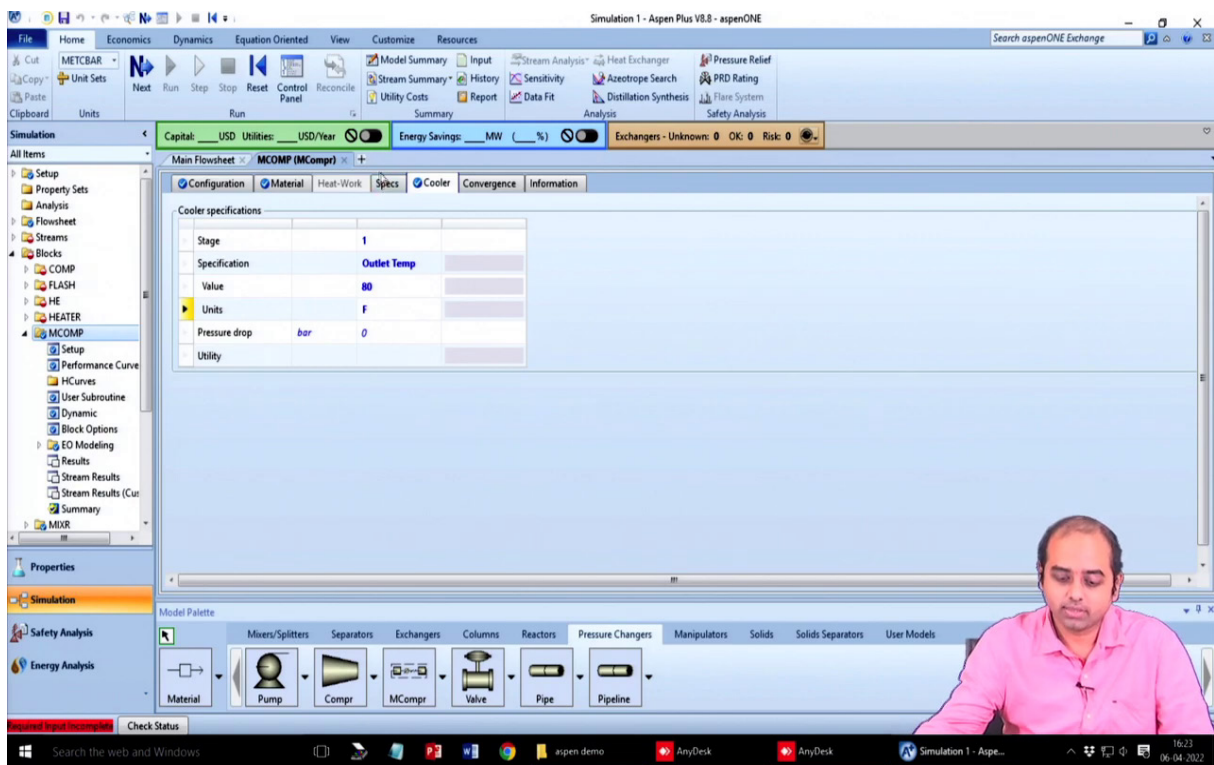 Simulation 1 - Aspen Plus V8.8 - aspenONE
File Home Economics Dynamics Equation Oriented View Customize Resources Search aspenONE Exchange
Cut METCBAR Model Summary Input Stream Analysis Heat Exchanger Pressure Relief
Copy Unit Sets Next Run Step Stop Reset Control Panel Reconcile Stream Summary History Sensitivity Azeotrope Search PRD Rating
Paste Utility Costs Report Data Fit Distillation Synthesis Flare System
Clipboard Units Run Summary Analysis Safety Analysis
Simulation Capital: ____ USD Utilities: ____ USD/Year Energy Savings: ____ MW (____ %) Exchangers - Unknown: 0 OK: 0 Risk: 0
All Items Main Flowsheet MCOMP (MCompr) +
Setup
Property Sets
Analysis
Flowsheet
Streams
Blocks
COMP
FLASH
HE
HEATER
MCOMP
Setup
Performance Curve
HCurves
User Subroutine
Dynamic
Block Options
EO Modeling
Results
Stream Results
Stream Results (Cus
Summary
MIXR
Configuration Material Heat-Work Specs Cooler Convergence Information
Cooler specifications
Stage 1
Specification Outlet Temp
Value 80
Units F
Pressure drop bar 0
Utility
Properties
Simulation
Safety Analysis
Energy Analysis
Model Palette
Mixers/Splitters Separators Exchangers Columns Reactors Pressure Changers Manipulators Solids Solids Separators User Models
Material Pump Compr MCompr Valve Pipe Pipeline
Required Input Incomplete Check Status
Search the web and Windows aspen demo AnyDesk AnyDesk Simulation 1 - Aspe... 16:23
06-04-2022